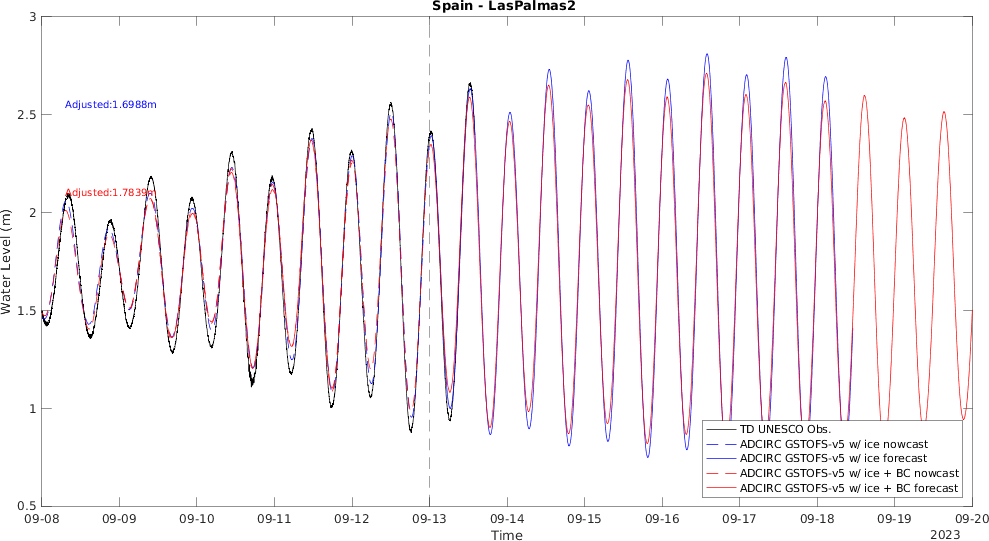 Spain - LasPalmas2
3
Adjusted:1.6988m
2.5
Adjusted:1.7839m
2
Water Level (m)
1.5
1
TD UNESCO Obs.
ADCIRC GSTOFS-v5 w/ ice nowcast
ADCIRC GSTOFS-v5 w/ ice forecast
ADCIRC GSTOFS-v5 w/ ice + BC nowcast
ADCIRC GSTOFS-v5 w/ ice + BC forecast
0.5
09-08 09-09 09-10 09-11 09-12 09-13 09-14 09-15 09-16 09-17 09-18 09-19 09-20
Time
2023